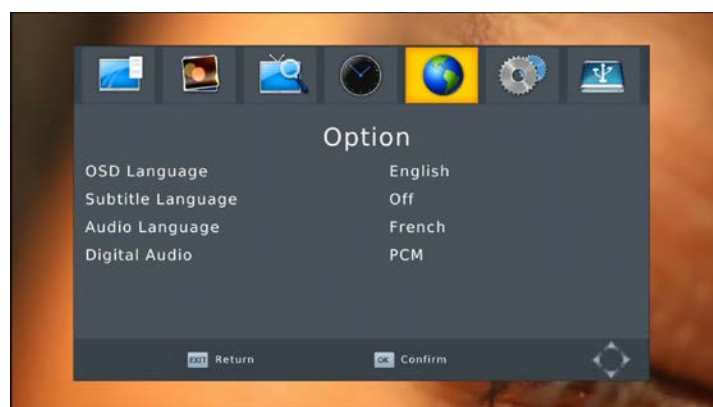 Option
OSD Language English
Subtitle Language Off
Audio Language French
Digital Audio PCM
EXIT Return OK Confirm